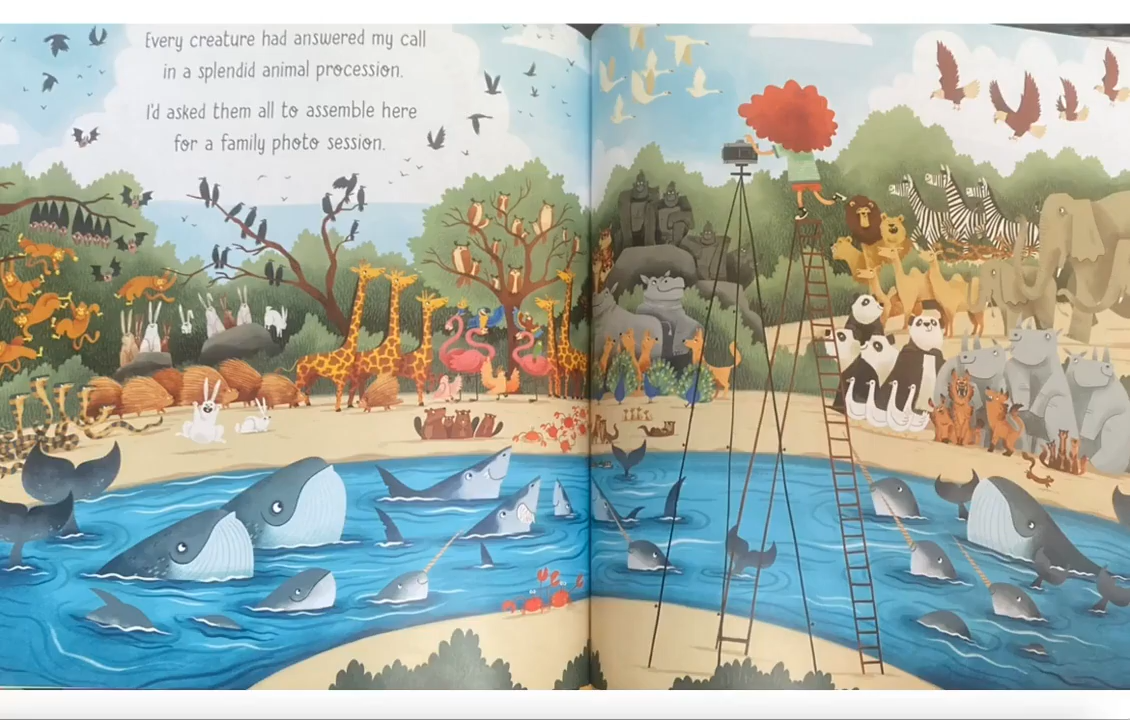 Every creature had answered my call
in a splendid animal procession.
I'd asked them all to assemble here
for a family photo session.